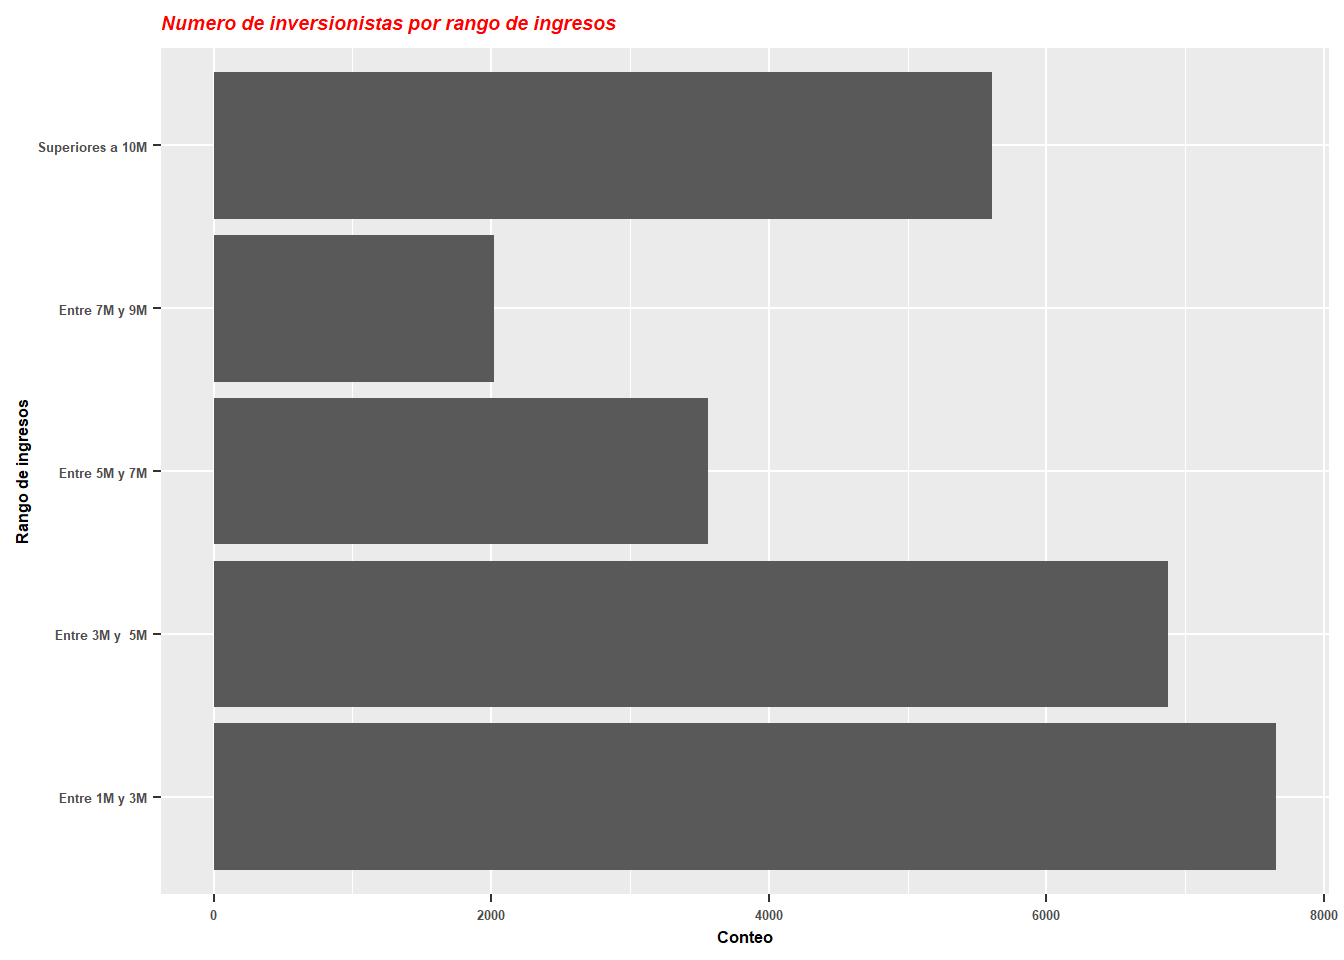 Numero de inversionistas por rango de ingresos
Rango de ingresos
Superiores a 10M
Entre 7M y 9M
Entre 5M y 7M
Entre 3M y  5M
Entre 1M y 3M
0 2000 4000 6000 8000
Conteo